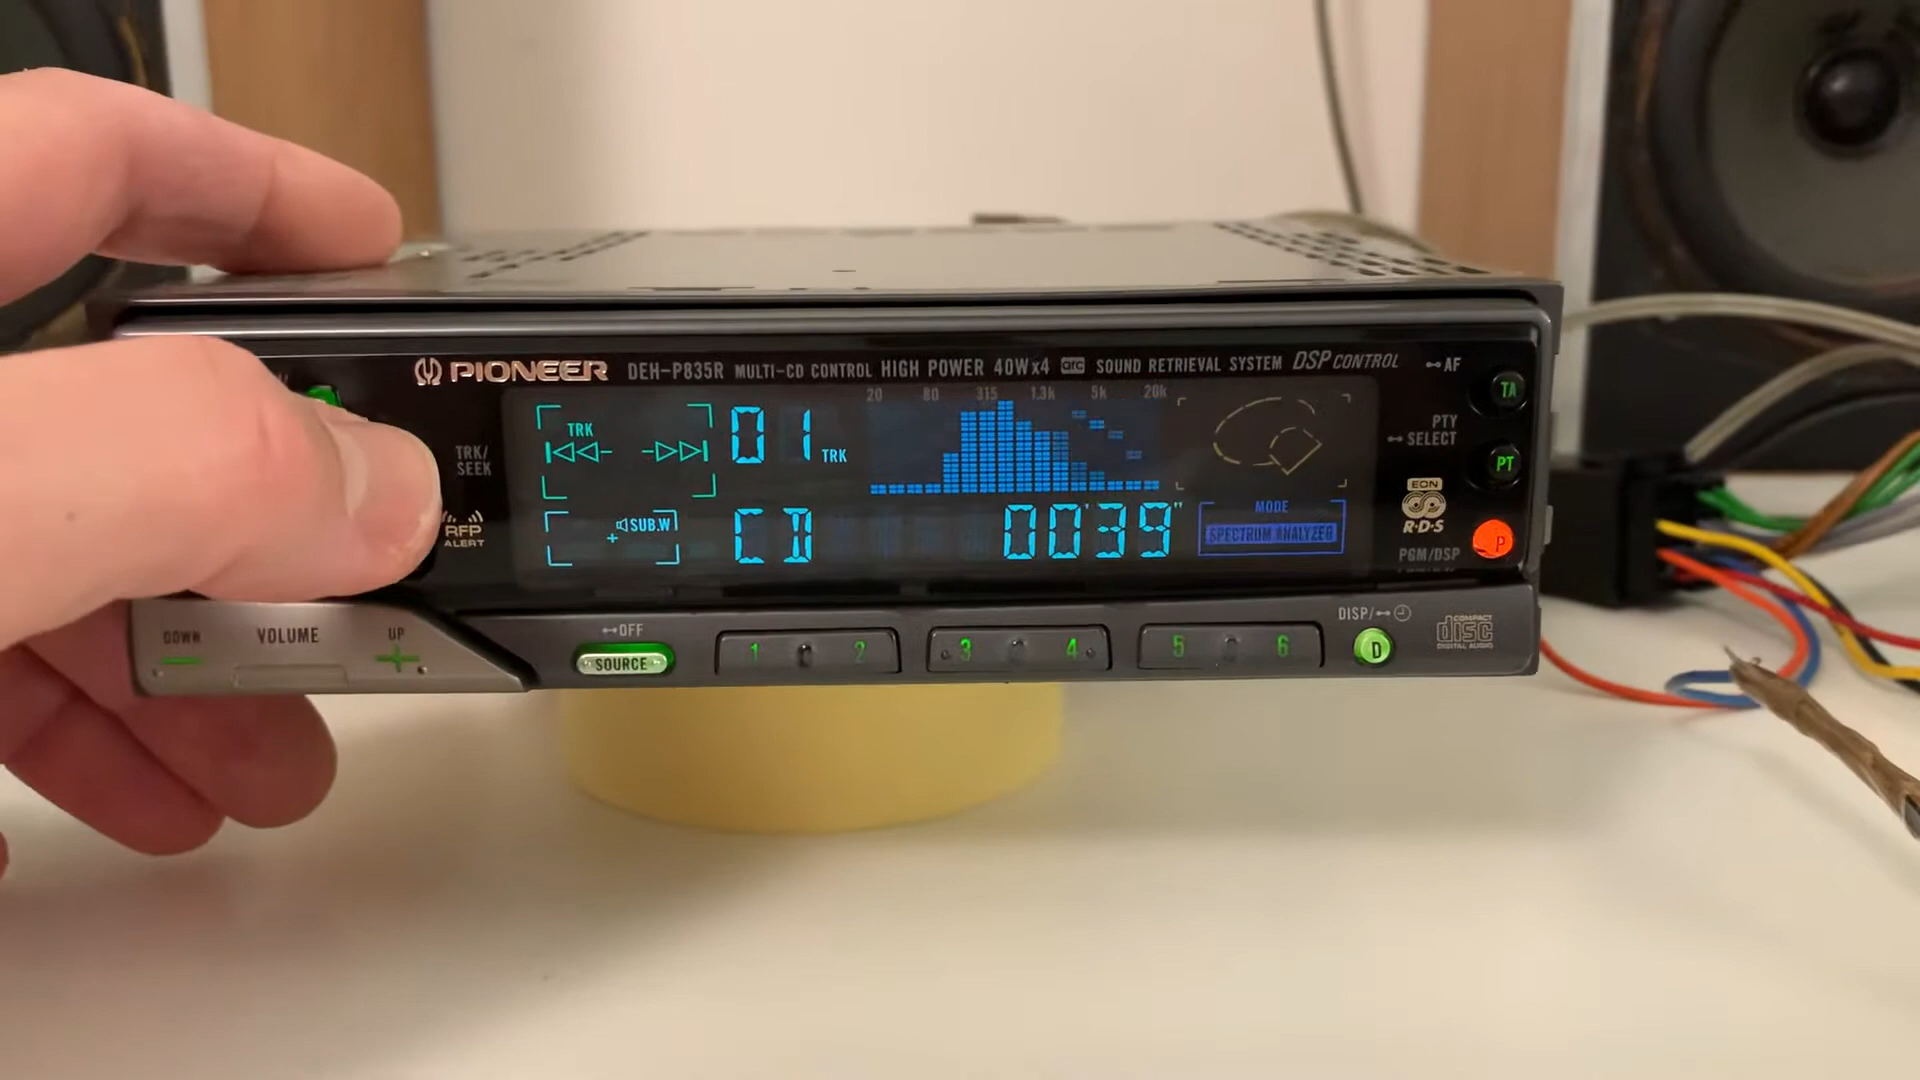 PIONEER DEH-P835R MULTI-CD CONTROL HIGH POWER 40Wx4 arc SOUND RETRIEVAL SYSTEM DSP CONTROL
AF
TA
20 80 315 1.3k 5k 20k
TRK
01 TRK
TRK/
SEEK
PTY
SELECT
PT
EON
R·D·S
RFP
ALERT
+ SUB.W
CD
00'39"
MODE
SPECTRUM ANALYZER
P
PGM/DSP
DOWN VOLUME UP
OFF
SOURCE
1 2 3 4 5 6
DISP/
D
COMPACT
disc
DIGITAL AUDIO